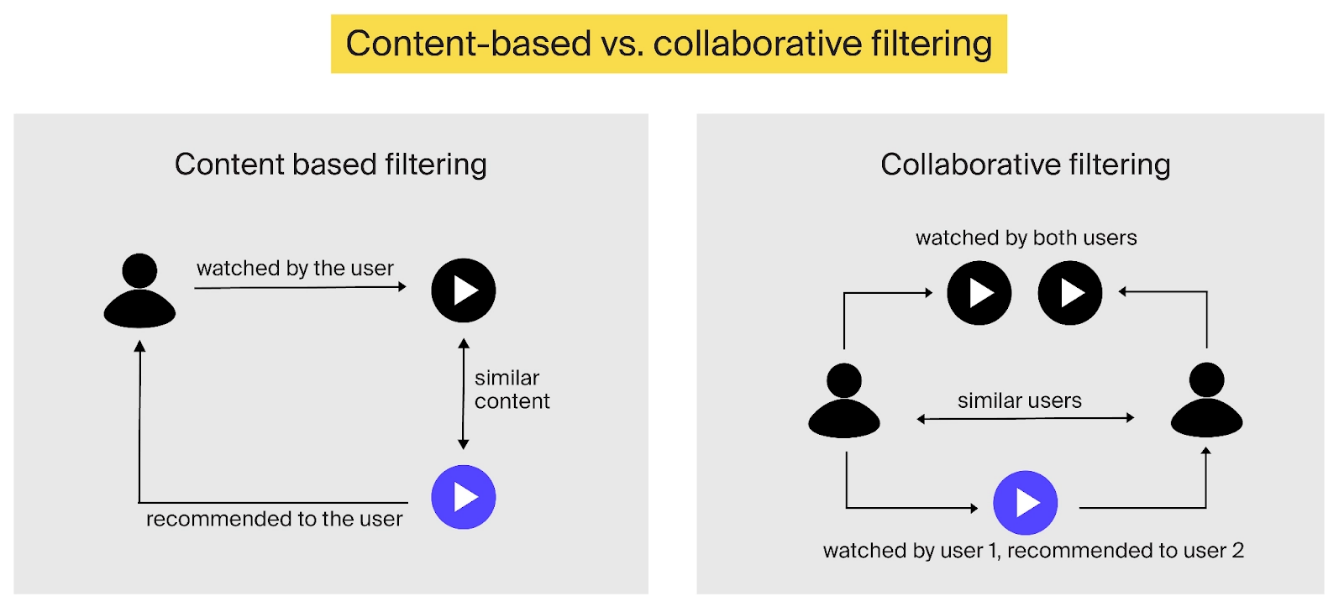 Content-based vs. collaborative filtering
Content based filtering
watched by the user
similar
content
recommended to the user
Collaborative filtering
watched by both users
similar users
watched by user 1, recommended to user 2